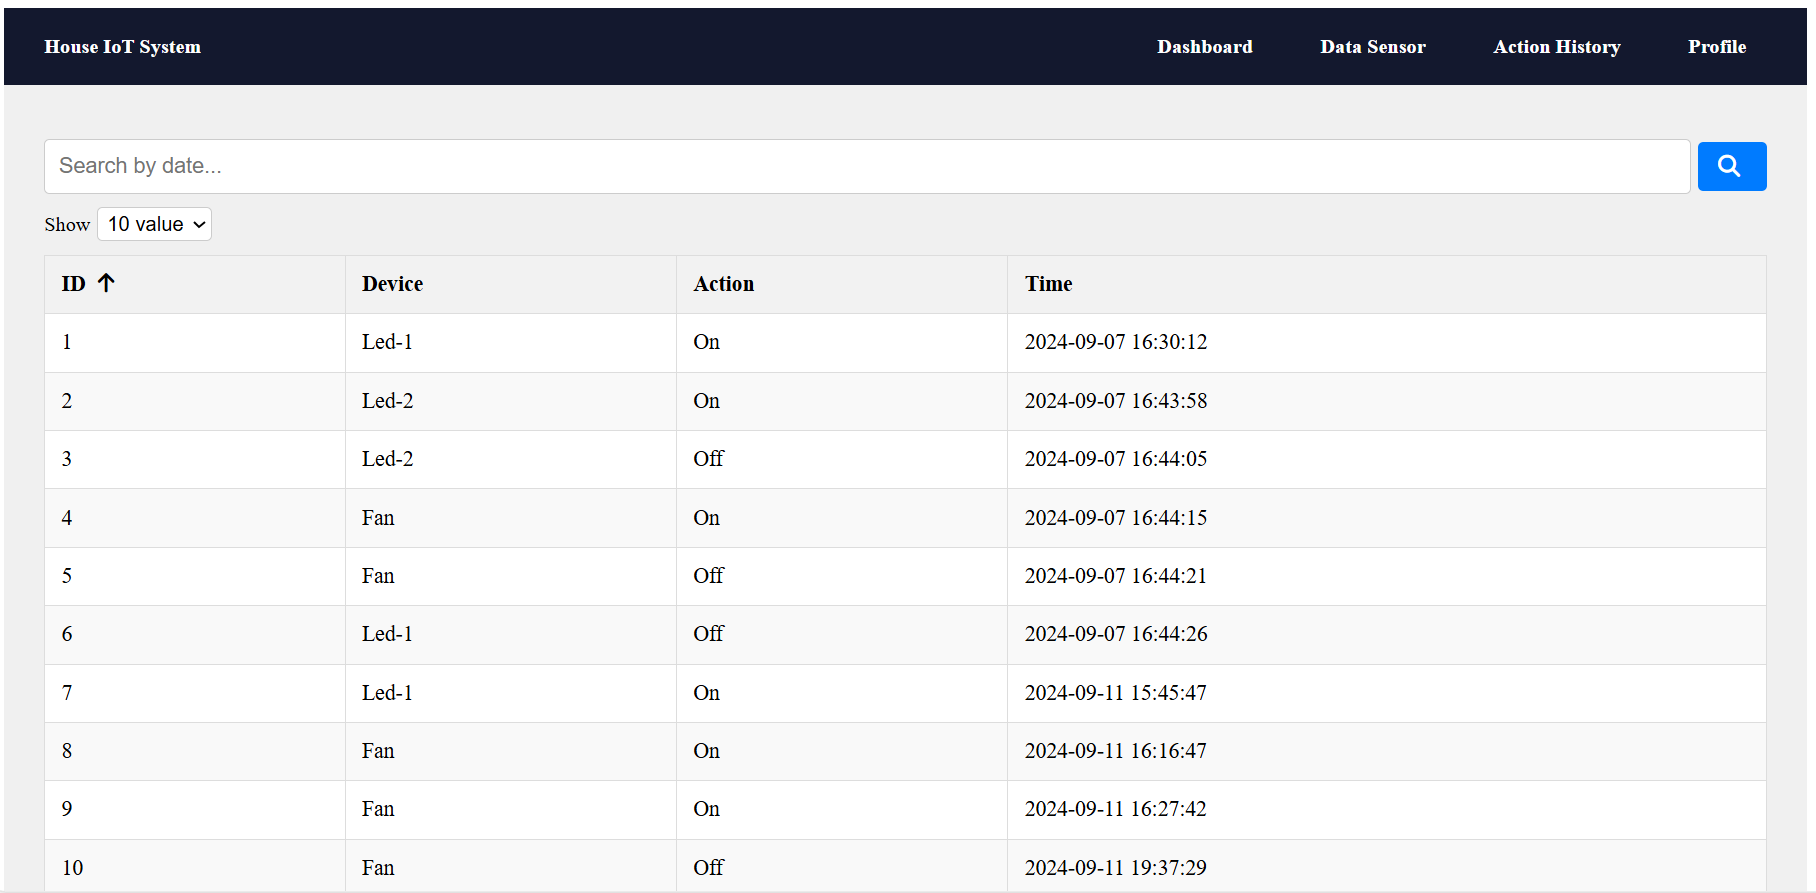 House IoT System Dashboard Data Sensor Action History Profile
Search by date...
Show 10 value
ID Device Action Time
1 Led-1 On 2024-09-07 16:30:12
2 Led-2 On 2024-09-07 16:43:58
3 Led-2 Off 2024-09-07 16:44:05
4 Fan On 2024-09-07 16:44:15
5 Fan Off 2024-09-07 16:44:21
6 Led-1 Off 2024-09-07 16:44:26
7 Led-1 On 2024-09-11 15:45:47
8 Fan On 2024-09-11 16:16:47
9 Fan On 2024-09-11 16:27:42
10 Fan Off 2024-09-11 19:37:29